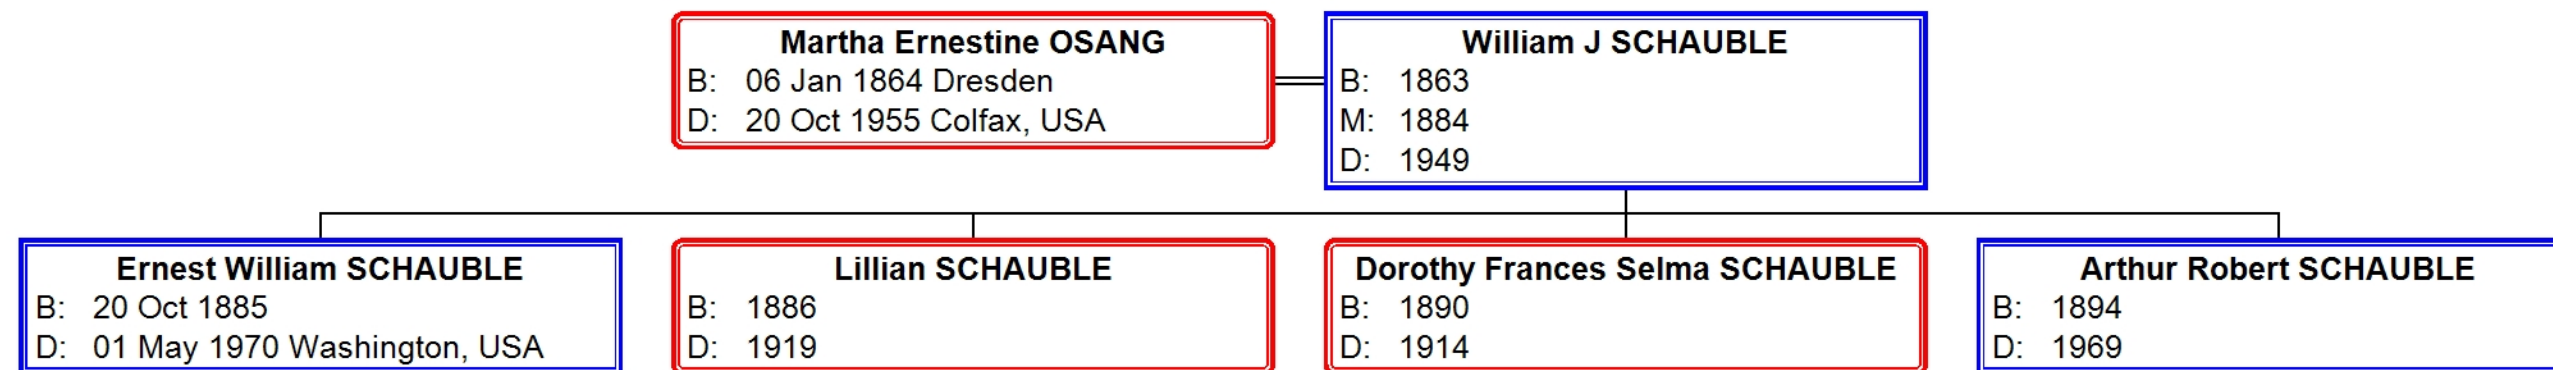 Martha Ernestine OSANG
B: 06 Jan 1864 Dresden
D: 20 Oct 1955 Colfax, USA
William J SCHAUBLE
B: 1863
M: 1884
D: 1949
Ernest William SCHAUBLE
B: 20 Oct 1885
D: 01 May 1970 Washington, USA
Lillian SCHAUBLE
B: 1886
D: 1919
Dorothy Frances Selma SCHAUBLE
B: 1890
D: 1914
Arthur Robert SCHAUBLE
B: 1894
D: 1969